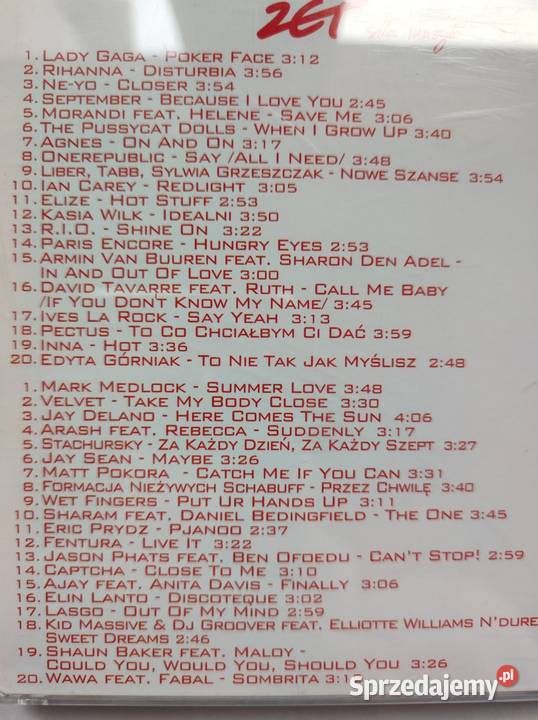 ZET
siła muzyki
1. LADY GAGA - POKER FACE 3:12
2. RIHANNA - DISTURBIA 3:56
3. NE-YO - CLOSER 3:54
4. SEPTEMBER - BECAUSE I LOVE YOU 2:45
5. MORANDI FEAT. HELENE - SAVE ME 3:06
6. THE PUSSYCAT DOLLS - WHEN I GROW UP 3:40
7. AGNES - ON AND ON 3:17
8. ONEREPUBLIC - SAY /ALL I NEED/ 3:48
9. LIBER, TABB, SYLWIA GRZESZCZAK - NOWE SZANSE 3:54
10. IAN CAREY - REDLIGHT 3:05
11. ELIZE - HOT STUFF 2:53
12. KASIA WILK - IDEALNI 3:50
13. R.I.O. - SHINE ON 3:22
14. PARIS ENCORE - HUNGRY EYES 2:53
15. ARMIN VAN BUUREN FEAT. SHARON DEN ADEL -
IN AND OUT OF LOVE 3:00
16. DAVID TAVARRE FEAT. RUTH - CALL ME BABY
/IF YOU DON'T KNOW MY NAME/ 3:45
17. IVES LA ROCK - SAY YEAH 3:13
18. PECTUS - TO CO CHCIAŁBYM CI DAĆ 3:59
19. INNA - HOT 3:36
20. EDYTA GÓRNIAK - TO NIE TAK JAK MYŚLISZ 2:48
1. MARK MEDLOCK - SUMMER LOVE 3:48
2. VELVET - TAKE MY BODY CLOSE 3:30
3. JAY DELANO - HERE COMES THE SUN 4:06
4. ARASH FEAT. REBECCA - SUDDENLY 3:17
5. STACHURSKY - ZA KAŻDY DZIEŃ, ZA KAŻDY SZEPT 3:27
6. JAY SEAN - MAYBE 3:26
7. MATT POKORA - CATCH ME IF YOU CAN 3:31
8. FORMACJA NIEŻYWYCH SCHABUFF - PRZEZ CHWILĘ 3:40
9. WET FINGERS - PUT UR HANDS UP 3:11
10. SHARAM FEAT. DANIEL BEDINGFIELD - THE ONE 3:45
11. ERIC PRYDZ - PJANOO 2:37
12. FENTURA - LIVE IT 3:22
13. JASON PHATS FEAT. BEN OFOEDU - CAN'T STOP! 2:59
14. CAPTCHA - CLOSE TO ME 3:10
15. AJAY FEAT. ANITA DAVIS - FINALLY 3:06
16. ELIN LANTO - DISCOTEQUE 3:02
17. LASGO - OUT OF MY MIND 2:59
18. KID MASSIVE & DJ GROOVER FEAT. ELLIOTTE WILLIAMS N'DURE
SWEET DREAMS 2:46
19. SHAUN BAKER FEAT. MALOY -
COULD YOU, WOULD YOU, SHOULD YOU 3:26
20. WAWA FEAT. FABAL - SOMBRITA
Sprzedajemy.pl